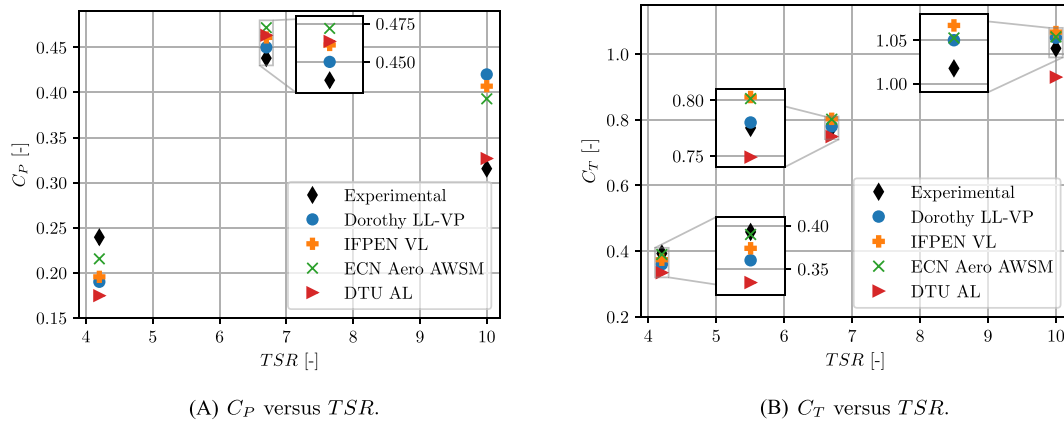 0.45
0.40
0.35
0.30
0.25
0.20
0.15
C_P [-]
0.475
0.450
Experimental
Dorothy LL-VP
IFPEN VL
ECN Aero AWSM
DTU AL
4 5 6 7 8 9 10
TSR [-]
(A) C_P versus TSR.
1.0
0.8
0.6
0.4
0.2
C_T [-]
1.05
1.00
0.80
0.75
0.40
0.35
Experimental
Dorothy LL-VP
IFPEN VL
ECN Aero AWSM
DTU AL
4 5 6 7 8 9 10
TSR [-]
(B) C_T versus TSR.